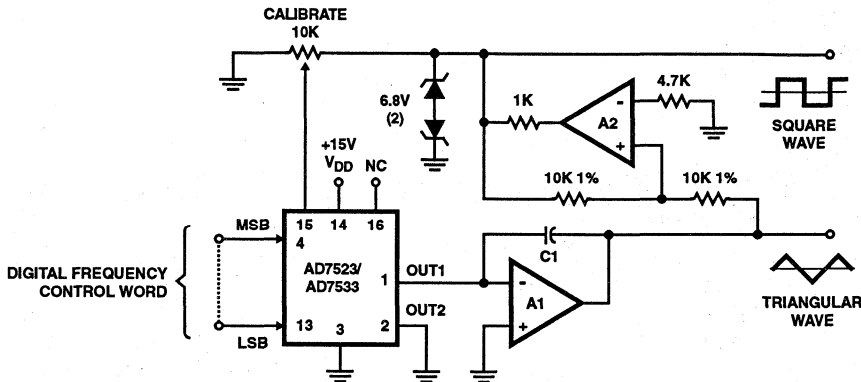 CALIBRATE
10K
6.8V
(2)
1K
A2
-
+
4.7K
SQUARE
WAVE
+15V
VDD
NC
10K 1%
10K 1%
MSB
15
14
16
4
DIGITAL FREQUENCY
CONTROL WORD
AD7523/
AD7533
1
OUT1
C1
-
A1
+
OUT2
TRIANGULAR
WAVE
13
3
2
LSB